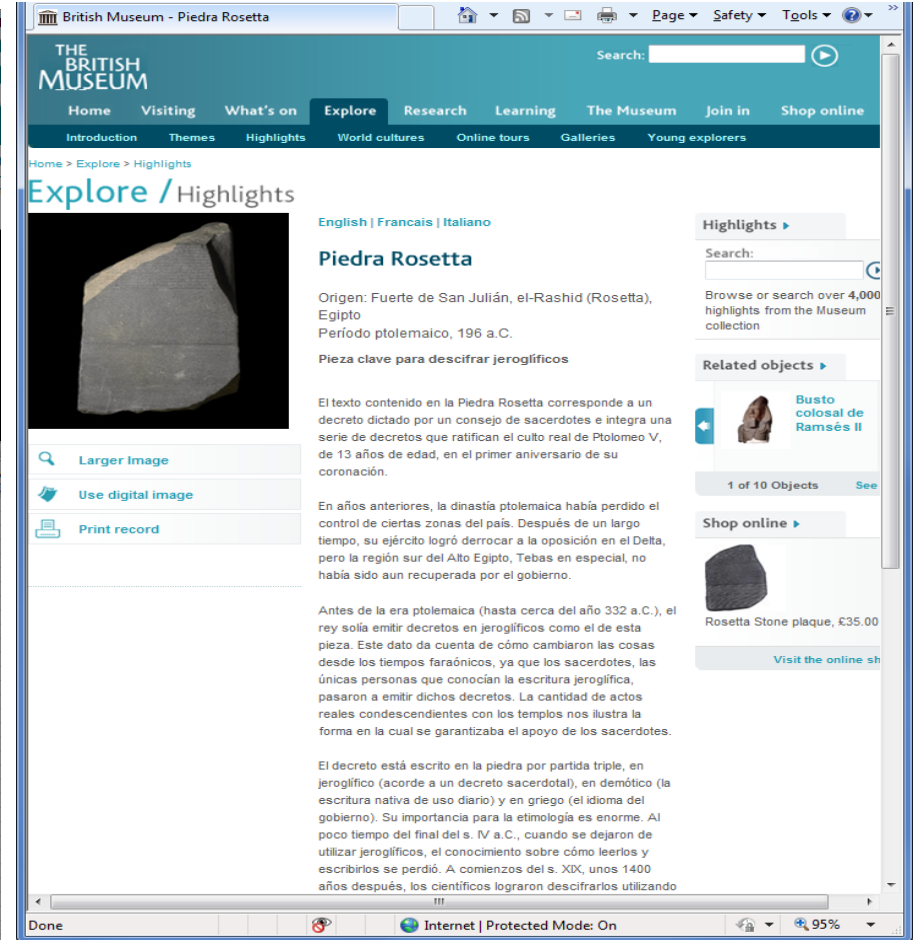 British Museum - Piedra Rosetta
Page Safety Tools
THE
BRITISH
MUSEUM
Search:
Home Visiting What's on Explore Research Learning The Museum Join in Shop online
Introduction Themes Highlights World cultures Online tours Galleries Young explorers
Home > Explore > Highlights
Explore / Highlights
Larger Image
Use digital image
Print record
English | Francais | Italiano
Piedra Rosetta
Origen: Fuerte de San Julián, el-Rashid (Rosetta),
Egipto
Período ptolemaico, 196 a.C.
Pieza clave para descifrar jeroglíficos
El texto contenido en la Piedra Rosetta corresponde a un
decreto dictado por un consejo de sacerdotes e integra una
serie de decretos que ratifican el culto real de Ptolomeo V,
de 13 años de edad, en el primer aniversario de su
coronación.
En años anteriores, la dinastía ptolemaica había perdido el
control de ciertas zonas del país. Después de un largo
tiempo, su ejército logró derrocar a la oposición en el Delta,
pero la región sur del Alto Egipto, Tebas en especial, no
había sido aun recuperada por el gobierno.
Antes de la era ptolemaica (hasta cerca del año 332 a.C.), el
rey solía emitir decretos en jeroglíficos como el de esta
pieza. Este dato da cuenta de cómo cambiaron las cosas
desde los tiempos faraónicos, ya que los sacerdotes, las
únicas personas que conocían la escritura jeroglífica,
pasaron a emitir dichos decretos. La cantidad de actos
reales condescendientes con los templos nos ilustra la
forma en la cual se garantizaba el apoyo de los sacerdotes.
El decreto está escrito en la piedra por partida triple, en
jeroglífico (acorde a un decreto sacerdotal), en demótico (la
escritura nativa de uso diario) y en griego (el idioma del
gobierno). Su importancia para la etimología es enorme. Al
poco tiempo del final del s. IV a.C., cuando se dejaron de
utilizar jeroglíficos, el conocimiento sobre cómo leerlos y
escribirlos se perdió. A comienzos del s. XIX, unos 1400
años después, los científicos lograron descifrarlos utilizando
Highlights
Search:
Browse or search over 4,000
highlights from the Museum
collection
Related objects
Busto
colosal de
Ramsés II
1 of 10 Objects See
Shop online
Rosetta Stone plaque, £35.00
Visit the online sh
Done Internet | Protected Mode: On 95%